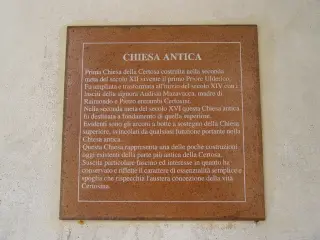 CHIESA ANTICA
Prima Chiesa della Certosa costruita nella seconda
metà del secolo XII vivente il primo Priore Ulderico.
Fu ampliata e trasformata all'inizio del secolo XIV con i
lasciti della signora Audisia Mazavacca, madre di
Raimondo e Pietro entrambi Certosini.
Nella seconda metà del secolo XVI questa Chiesa antica
fu destinata a fondamento di quella superiore.
Evidenti sono gli arconi a botte a sostegno della Chiesa
superiore, svincolati da qualsiasi funzione portante nella
Chiesa antica.
Questa Chiesa rappresenta una delle poche costruzioni
oggi esistenti della parte più antica della Certosa.
Suscita particolare fascino ed interesse in quanto ha
conservato e riflette il carattere di essenzialità semplice e
spoglia che rispecchia l'austera concezione della vita
Certosina.